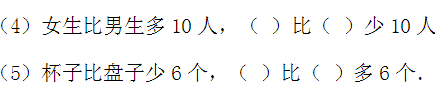 (4) 女生比男生多 10 人，（ ）比（ ）少 10 人
(5) 杯子比盘子少 6 个，（ ）比（ ）多 6 个．